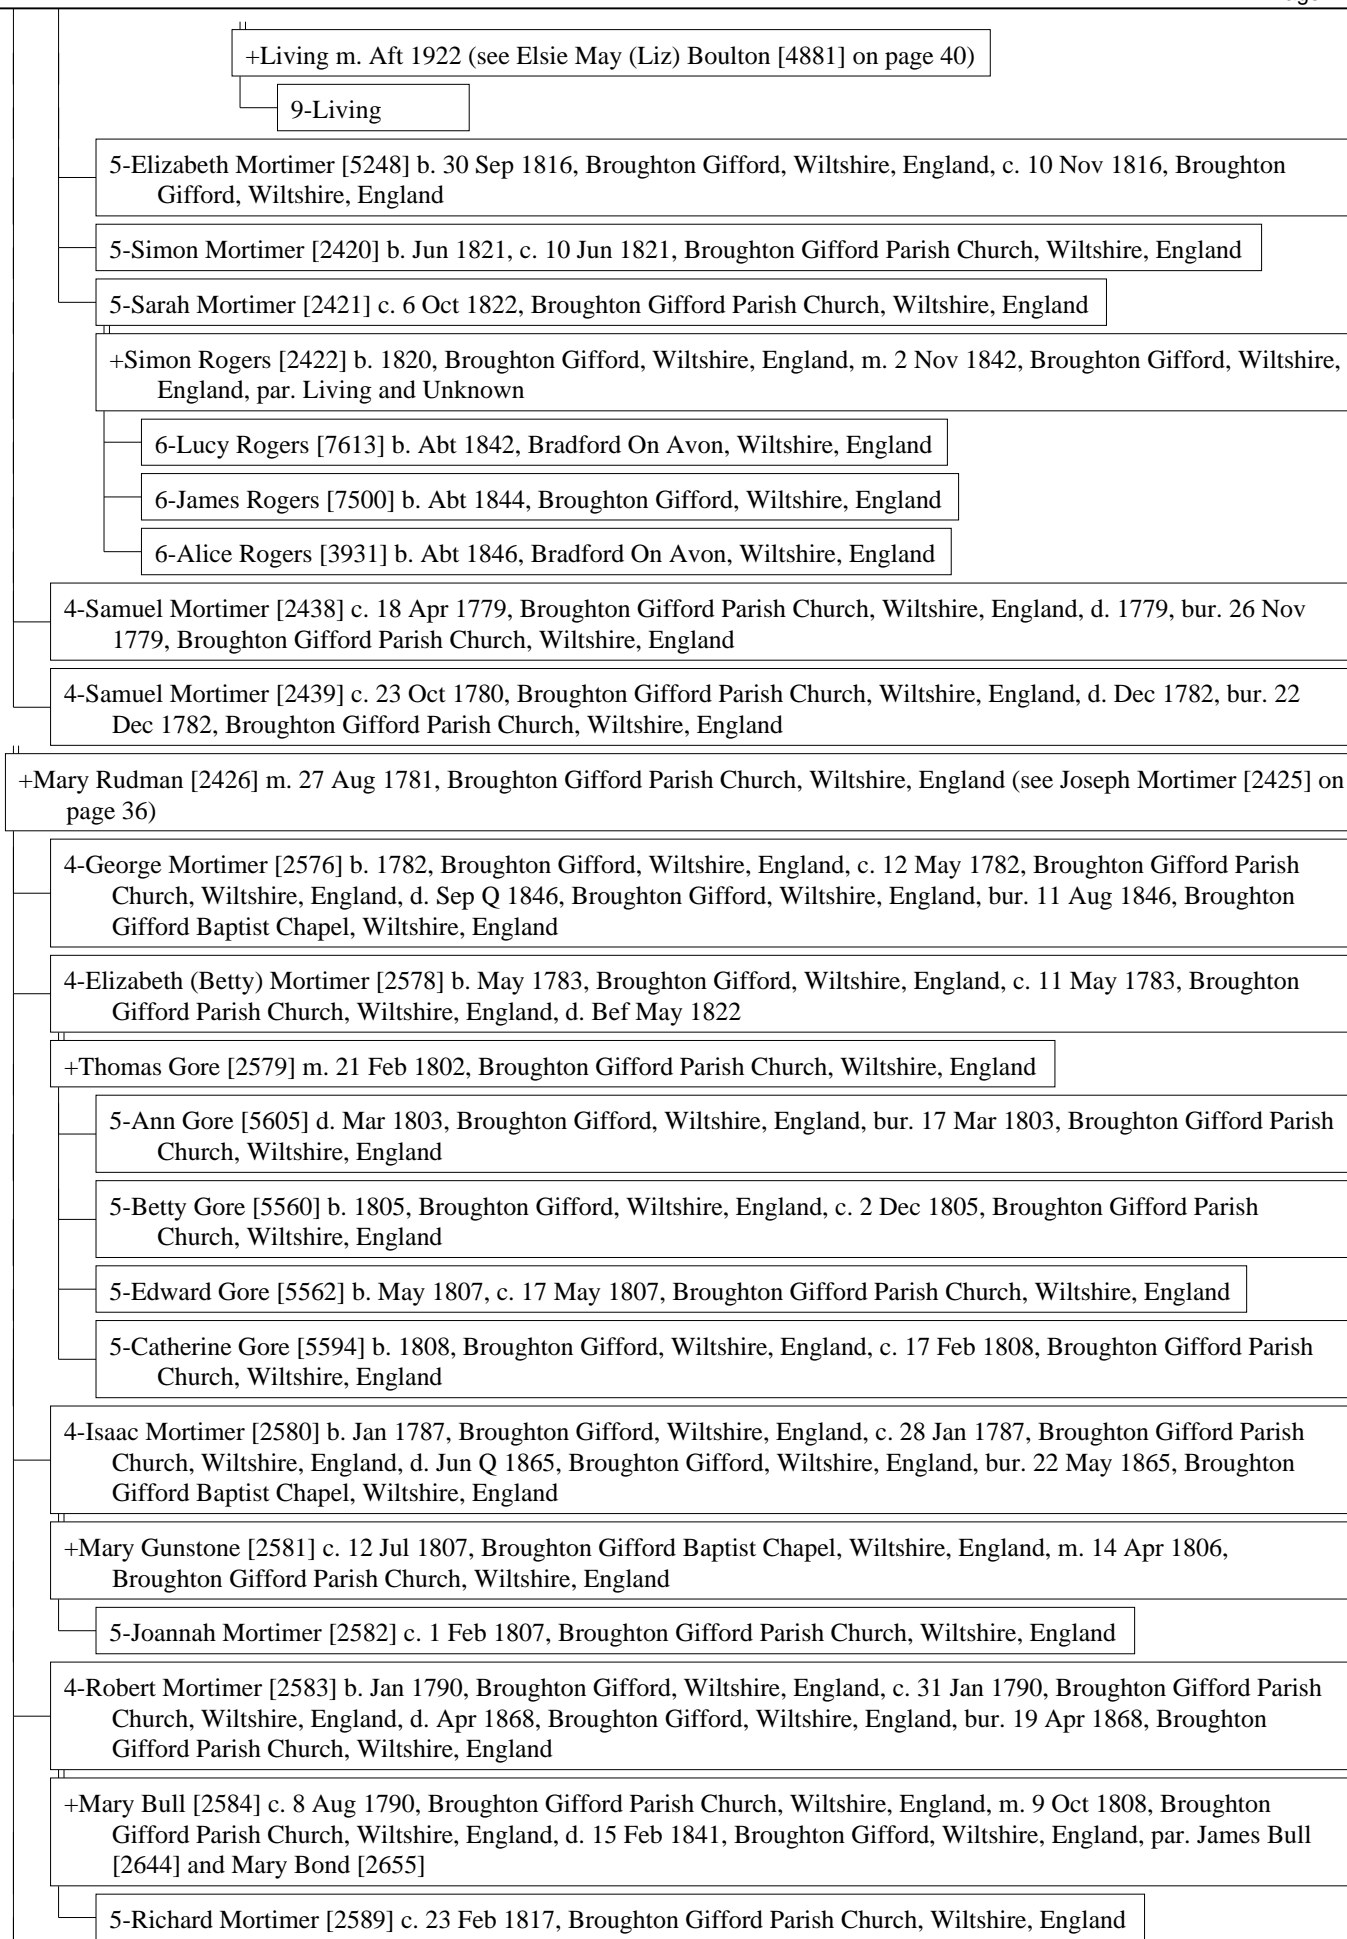 +Living m. Aft 1922 (see Elsie May (Liz) Boulton [4881] on page 40)
9-Living
5-Elizabeth Mortimer [5248] b. 30 Sep 1816, Broughton Gifford, Wiltshire, England, c. 10 Nov 1816, Broughton
Gifford, Wiltshire, England
5-Simon Mortimer [2420] b. Jun 1821, c. 10 Jun 1821, Broughton Gifford Parish Church, Wiltshire, England
5-Sarah Mortimer [2421] c. 6 Oct 1822, Broughton Gifford Parish Church, Wiltshire, England
+Simon Rogers [2422] b. 1820, Broughton Gifford, Wiltshire, England, m. 2 Nov 1842, Broughton Gifford, Wiltshire,
England, par. Living and Unknown
6-Lucy Rogers [7613] b. Abt 1842, Bradford On Avon, Wiltshire, England
6-James Rogers [7500] b. Abt 1844, Broughton Gifford, Wiltshire, England
6-Alice Rogers [3931] b. Abt 1846, Bradford On Avon, Wiltshire, England
4-Samuel Mortimer [2438] c. 18 Apr 1779, Broughton Gifford Parish Church, Wiltshire, England, d. 1779, bur. 26 Nov
1779, Broughton Gifford Parish Church, Wiltshire, England
4-Samuel Mortimer [2439] c. 23 Oct 1780, Broughton Gifford Parish Church, Wiltshire, England, d. Dec 1782, bur. 22
Dec 1782, Broughton Gifford Parish Church, Wiltshire, England
+Mary Rudman [2426] m. 27 Aug 1781, Broughton Gifford Parish Church, Wiltshire, England (see Joseph Mortimer [2425] on
page 36)
4-George Mortimer [2576] b. 1782, Broughton Gifford, Wiltshire, England, c. 12 May 1782, Broughton Gifford Parish
Church, Wiltshire, England, d. Sep Q 1846, Broughton Gifford, Wiltshire, England, bur. 11 Aug 1846, Broughton
Gifford Baptist Chapel, Wiltshire, England
4-Elizabeth (Betty) Mortimer [2578] b. May 1783, Broughton Gifford, Wiltshire, England, c. 11 May 1783, Broughton
Gifford Parish Church, Wiltshire, England, d. Bef May 1822
+Thomas Gore [2579] m. 21 Feb 1802, Broughton Gifford Parish Church, Wiltshire, England
5-Ann Gore [5605] d. Mar 1803, Broughton Gifford, Wiltshire, England, bur. 17 Mar 1803, Broughton Gifford Parish
Church, Wiltshire, England
5-Betty Gore [5560] b. 1805, Broughton Gifford, Wiltshire, England, c. 2 Dec 1805, Broughton Gifford Parish
Church, Wiltshire, England
5-Edward Gore [5562] b. May 1807, c. 17 May 1807, Broughton Gifford Parish Church, Wiltshire, England
5-Catherine Gore [5594] b. 1808, Broughton Gifford, Wiltshire, England, c. 17 Feb 1808, Broughton Gifford Parish
Church, Wiltshire, England
4-Isaac Mortimer [2580] b. Jan 1787, Broughton Gifford, Wiltshire, England, c. 28 Jan 1787, Broughton Gifford Parish
Church, Wiltshire, England, d. Jun Q 1865, Broughton Gifford, Wiltshire, England, bur. 22 May 1865, Broughton
Gifford Baptist Chapel, Wiltshire, England
+Mary Gunstone [2581] c. 12 Jul 1807, Broughton Gifford Baptist Chapel, Wiltshire, England, m. 14 Apr 1806,
Broughton Gifford Parish Church, Wiltshire, England
5-Joannah Mortimer [2582] c. 1 Feb 1807, Broughton Gifford Parish Church, Wiltshire, England
4-Robert Mortimer [2583] b. Jan 1790, Broughton Gifford, Wiltshire, England, c. 31 Jan 1790, Broughton Gifford Parish
Church, Wiltshire, England, d. Apr 1868, Broughton Gifford, Wiltshire, England, bur. 19 Apr 1868, Broughton
Gifford Parish Church, Wiltshire, England
+Mary Bull [2584] c. 8 Aug 1790, Broughton Gifford Parish Church, Wiltshire, England, m. 9 Oct 1808, Broughton
Gifford Parish Church, Wiltshire, England, d. 15 Feb 1841, Broughton Gifford, Wiltshire, England, par. James Bull
[2644] and Mary Bond [2655]
5-Richard Mortimer [2589] c. 23 Feb 1817, Broughton Gifford Parish Church, Wiltshire, England